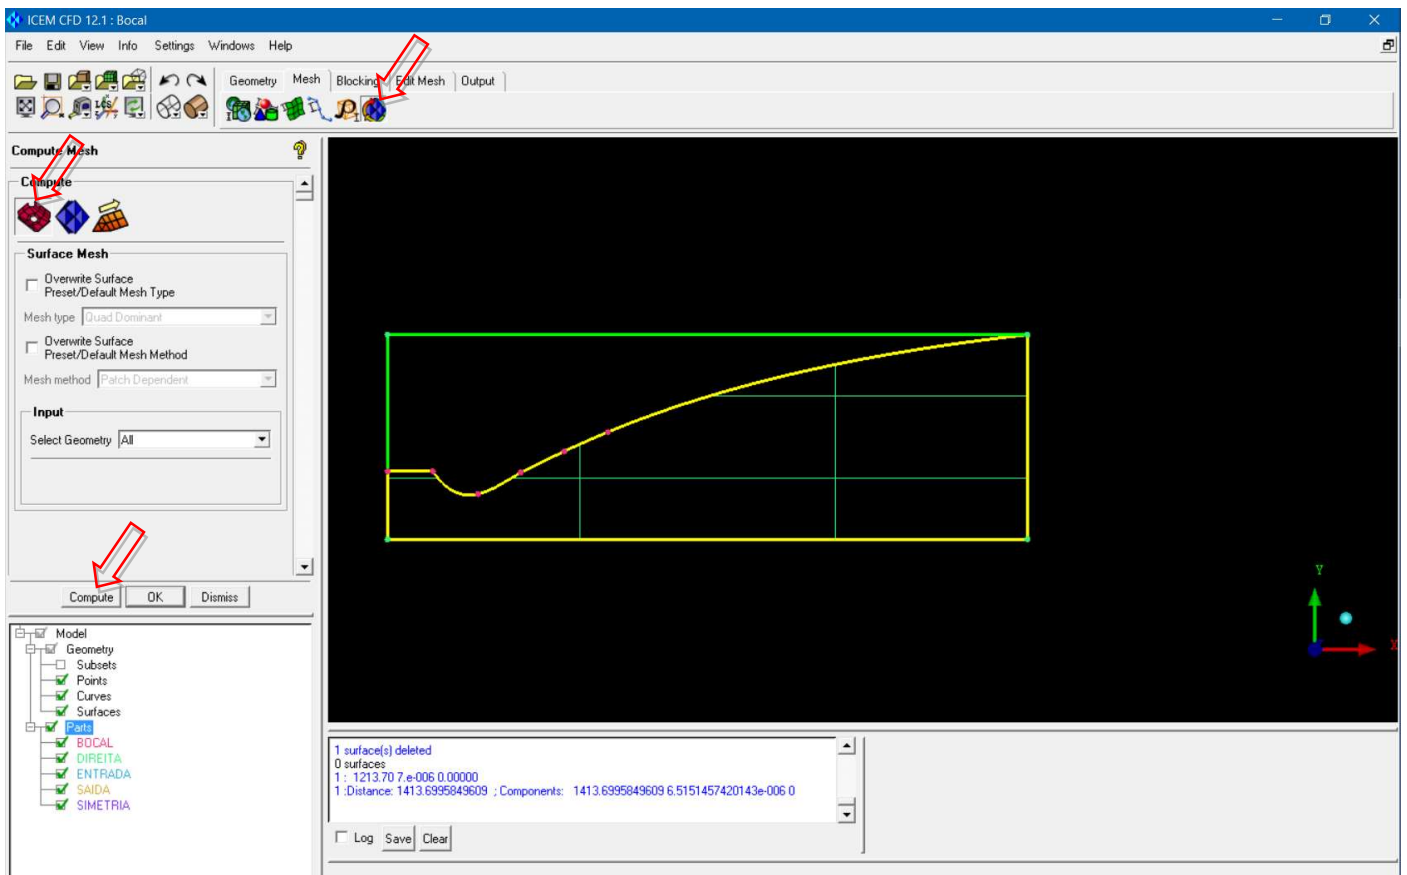 ICEM CFD 12.1 : Bocal
File Edit View Info Settings Windows Help
Geometry Mesh Blocking Edit Mesh Output
LCS
Compute Mesh
Compute
Surface Mesh
Overwrite Surface
Preset/Default Mesh Type
Mesh type Quad Dominant
Overwrite Surface
Preset/Default Mesh Method
Mesh method Patch Dependent
Input
Select Geometry All
Compute OK Dismiss
Model
Geometry
Subsets
Points
Curves
Surfaces
Parts
BOCAL
DIREITA
ENTRADA
SAIDA
SIMETRIA
Y
X
1 surface(s) deleted
0 surfaces
1 : 1213.70 7.e-006 0.00000
1 :Distance: 1413.6995849609 ; Components: 1413.6995849609 6.5151457420143e-006 0
Log Save Clear